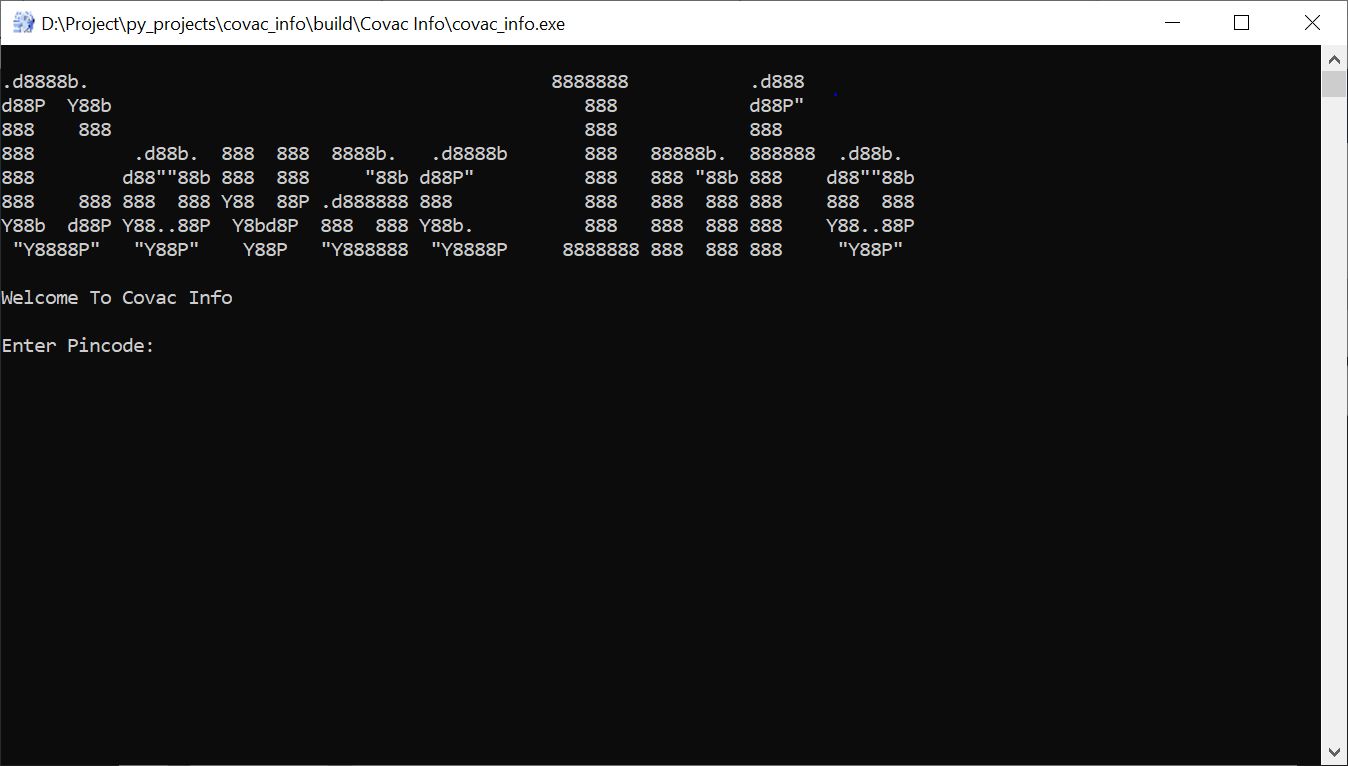 D:\Project\py_projects\covac_info\build\Covac Info\covac_info.exe
.d8888b.                                          8888888           .d888
d88P  Y88b                                           888            d88P"
888    888                                           888            888
888         .d88b.  888  888  8888b.   .d8888b       888   88888b.  888888  .d88b.
888        d88""88b 888  888     "88b d88P"          888   888 "88b 888    d88""88b
888    888 888  888 Y88  88P .d888888 888            888   888  888 888    888  888
Y88b  d88P Y88..88P  Y8bd8P  888  888 Y88b.          888   888  888 888    Y88..88P
 "Y8888P"   "Y88P"    Y88P   "Y888888  "Y8888P     8888888 888  888 888     "Y88P"
Welcome To Covac Info
Enter Pincode: